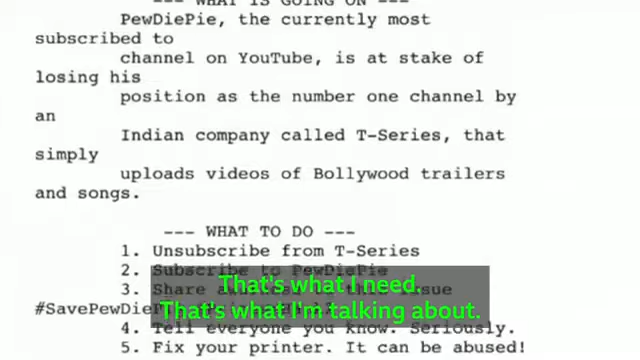 --- WHAT IS GOING ON ---
PewDiePie, the currently most
subscribed to
channel on YouTube, is at stake of
losing his
position as the number one channel by
an
Indian company called T-Series, that
simply
uploads videos of Bollywood trailers
and songs.
--- WHAT TO DO ---
1. Unsubscribe from T-Series
2. Subscribe to PewDiePie
3. Share this issue
#SavePewDiePie
4. Tell everyone you know. Seriously.
5. Fix your printer. It can be abused!
That's what I need.
That's what I'm talking about.